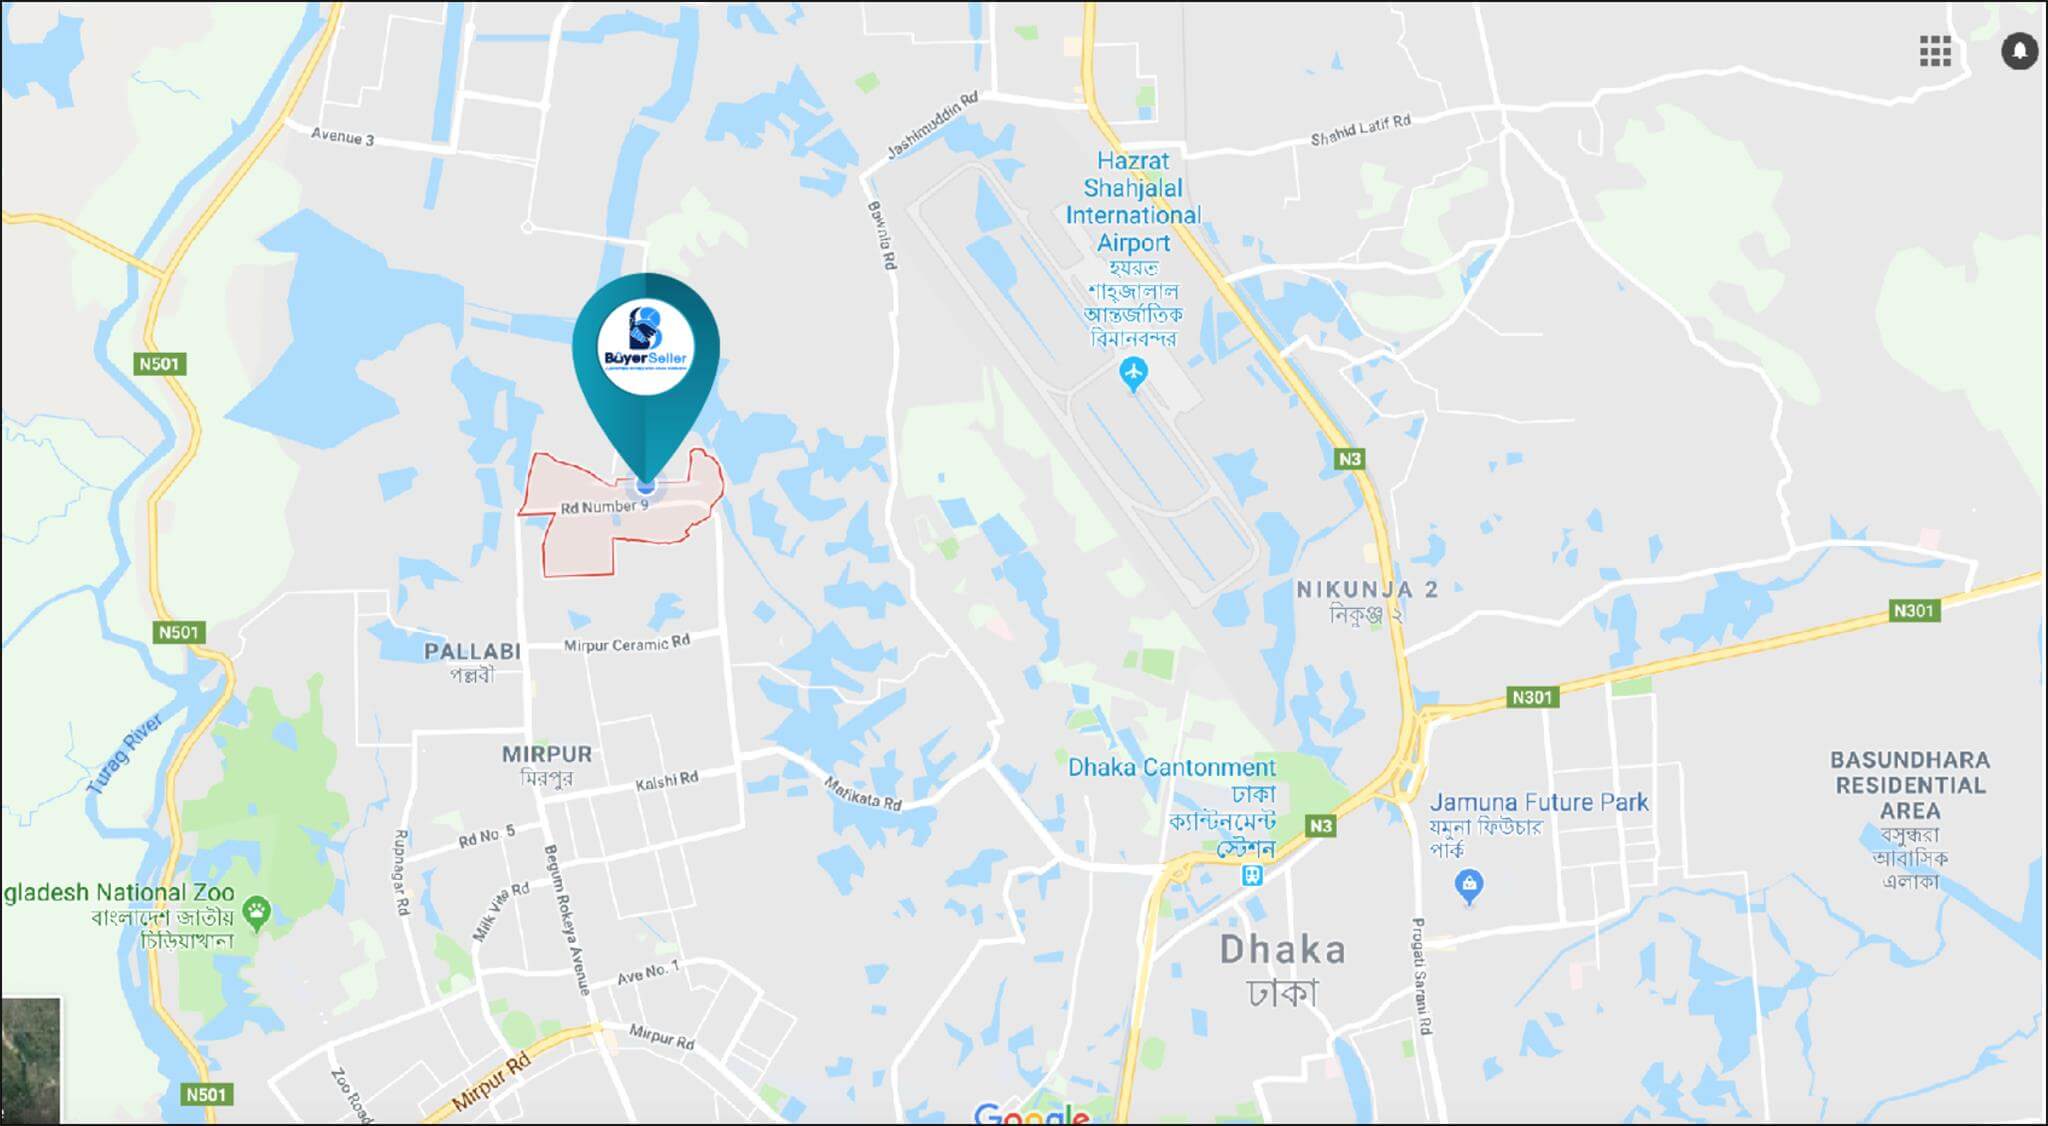 Avenue 3
Jashimuddin Rd
Shahid Latif Rd
Hazrat
Shahjalal
International
Airport
হযরত
শাহজালাল
আন্তর্জাতিক
বিমানবন্দর
Bawnia Rd
N501
BüyerSeller
N3
Rd Number 9
NIKUNJA 2
নিকুঞ্জ ২
N301
N501
PALLABI
পল্লবী
Mirpur Ceramic Rd
N301
Turag River
MIRPUR
মিরপুর
Kalshi Rd
Matikata Rd
Dhaka Cantonment
ঢাকা
ক্যান্টনমেন্ট
স্টেশন
N3
Jamuna Future Park
যমুনা ফিউচার
পার্ক
BASUNDHARA
RESIDENTIAL
AREA
বসুন্ধরা
আবাসিক
এলাকা
Rd No. 5
Rupnagar Rd
Begum Rokeya Avenue
Milk Vita Rd
gladesh National Zoo
বাংলাদেশ জাতীয়
চিড়িয়াখানা
Ave No. 1
Dhaka
ঢাকা
Progati Sarani Rd
Mirpur Rd
Mirpur Rd
Zoo Road
N501
Google